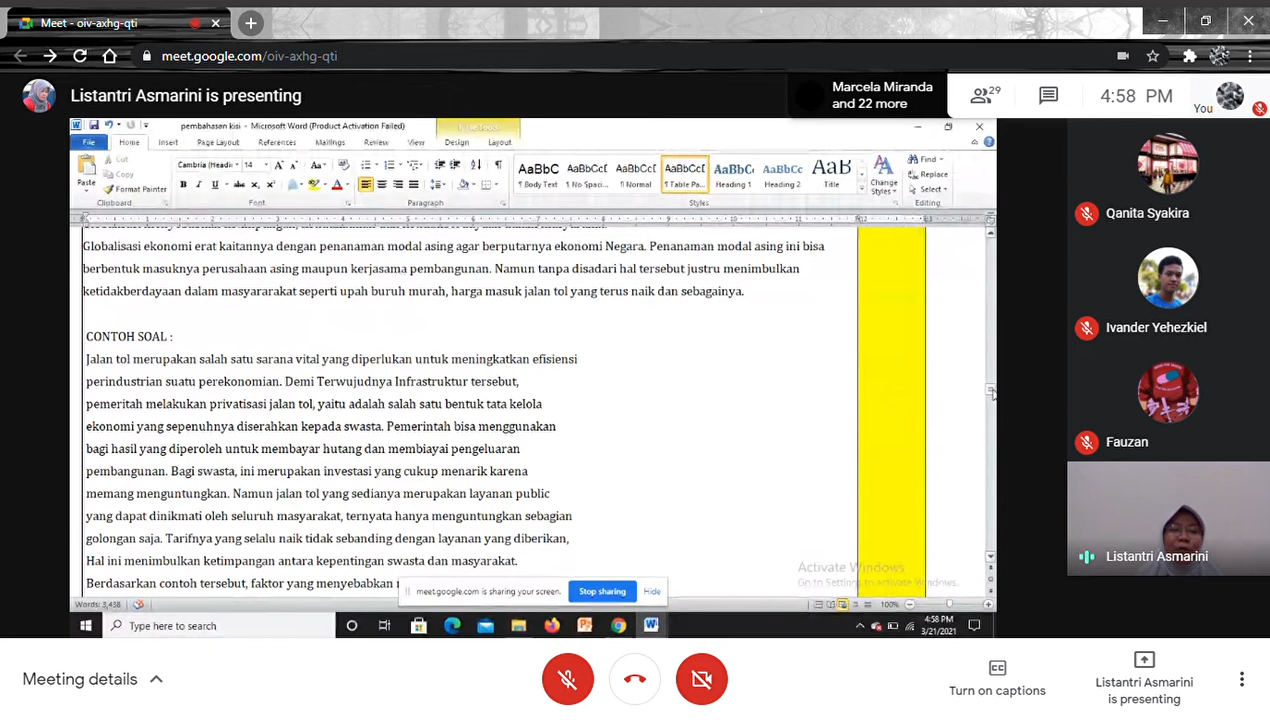 Meet - oiv-axhg-qti
meet.google.com/oiv-axhg-qti
Listantri Asmarini is presenting
Marcela Miranda
and 22 more
29
4:58 PM
You
pembahasan kisi - Microsoft Word (Product Activation Failed)
Table Tools
File Home Insert Page Layout References Mailings Review View Design Layout
Paste
Cut
Copy
Format Painter
Clipboard
Cambria (Headi 14
Font
Paragraph
AaBbC AaBbCcI AaBbCcI AaBbCcI AaBbC AaBbCcI AaB
¶ Body Text ¶ No Spaci... ¶ Normal ¶ Table Pa... Heading 1 Heading 2 Title
Styles
Change
Styles
Find
Replace
Select
Editing
Globalisasi ekonomi erat kaitannya dengan penanaman modal asing agar berputarnya ekonomi Negara. Penanaman modal asing ini bisa
berbentuk masuknya perusahaan asing maupun kerjasama pembangunan. Namun tanpa disadari hal tersebut justru menimbulkan
ketidakberdayaan dalam masyararakat seperti upah buruh murah, harga masuk jalan tol yang terus naik dan sebagainya.
CONTOH SOAL :
Jalan tol merupakan salah satu sarana vital yang diperlukan untuk meningkatkan efisiensi
perindustrian suatu perekonomian. Demi Terwujudnya Infrastruktur tersebut,
pemeritah melakukan privatisasi jalan tol, yaitu adalah salah satu bentuk tata kelola
ekonomi yang sepenuhnya diserahkan kepada swasta. Pemerintah bisa menggunakan
bagi hasil yang diperoleh untuk membayar hutang dan membiayai pengeluaran
pembangunan. Bagi swasta, ini merupakan investasi yang cukup menarik karena
memang menguntungkan. Namun jalan tol yang sedianya merupakan layanan public
yang dapat dinikmati oleh seluruh masyarakat, ternyata hanya menguntungkan sebagian
golongan saja. Tarifnya yang selalu naik tidak sebanding dengan layanan yang diberikan,
Hal ini menimbulkan ketimpangan antara kepentingan swasta dan masyarakat.
Berdasarkan contoh tersebut, faktor yang menyebabkan
meet.google.com is sharing your screen. Stop sharing Hide
Activate Windows
Go to Settings to activate Windows.
Words: 3,438
100%
Type here to search
4:58 PM
3/21/2021
Qanita Syakira
Ivander Yehezkiel
Fauzan
Listantri Asmarini
Meeting details
Turn on captions
Listantri Asmarini
is presenting